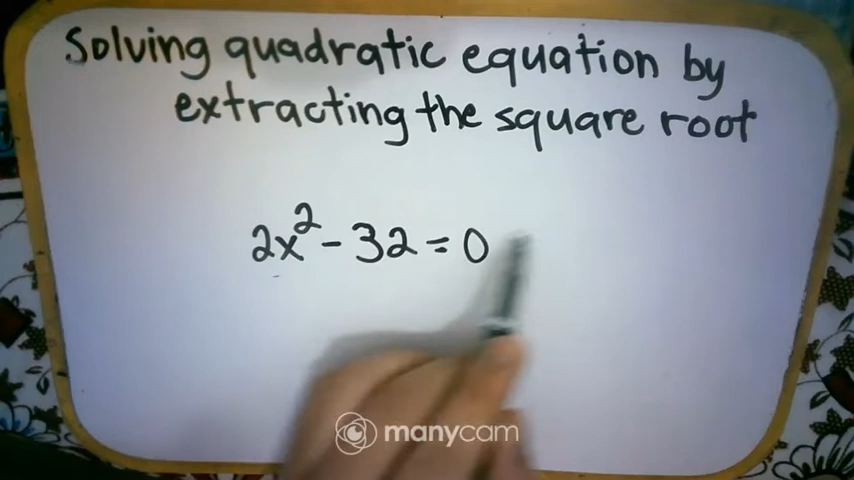 Solving quadratic equation by
extracting the square root
2x² - 32 = 0
manycam